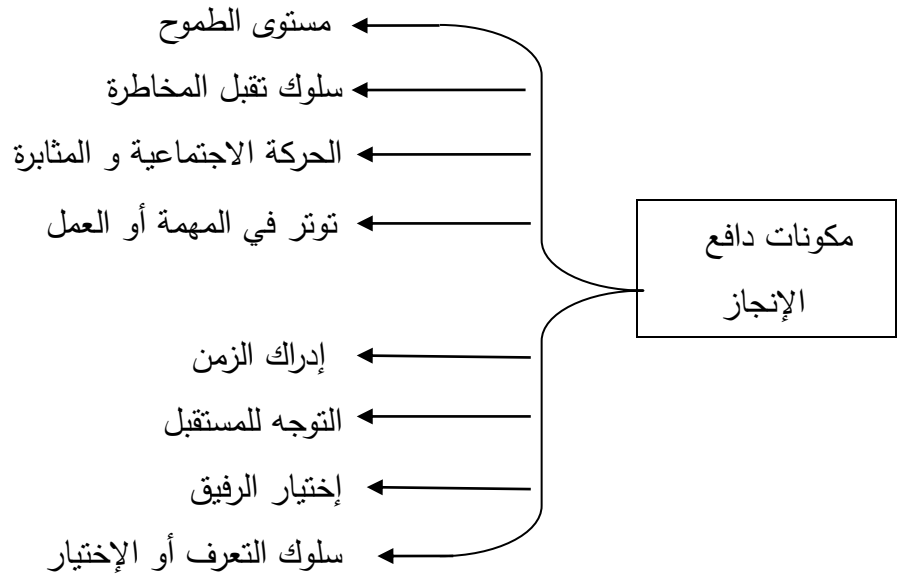 مكونات دافع
الإنجاز
مستوى الطموح
سلوك تقبل المخاطرة
الحركة الاجتماعية و المثابرة
توتر في المهمة أو العمل
إدراك الزمن
التوجه للمستقبل
إختيار الرفيق
سلوك التعرف أو الإختيار